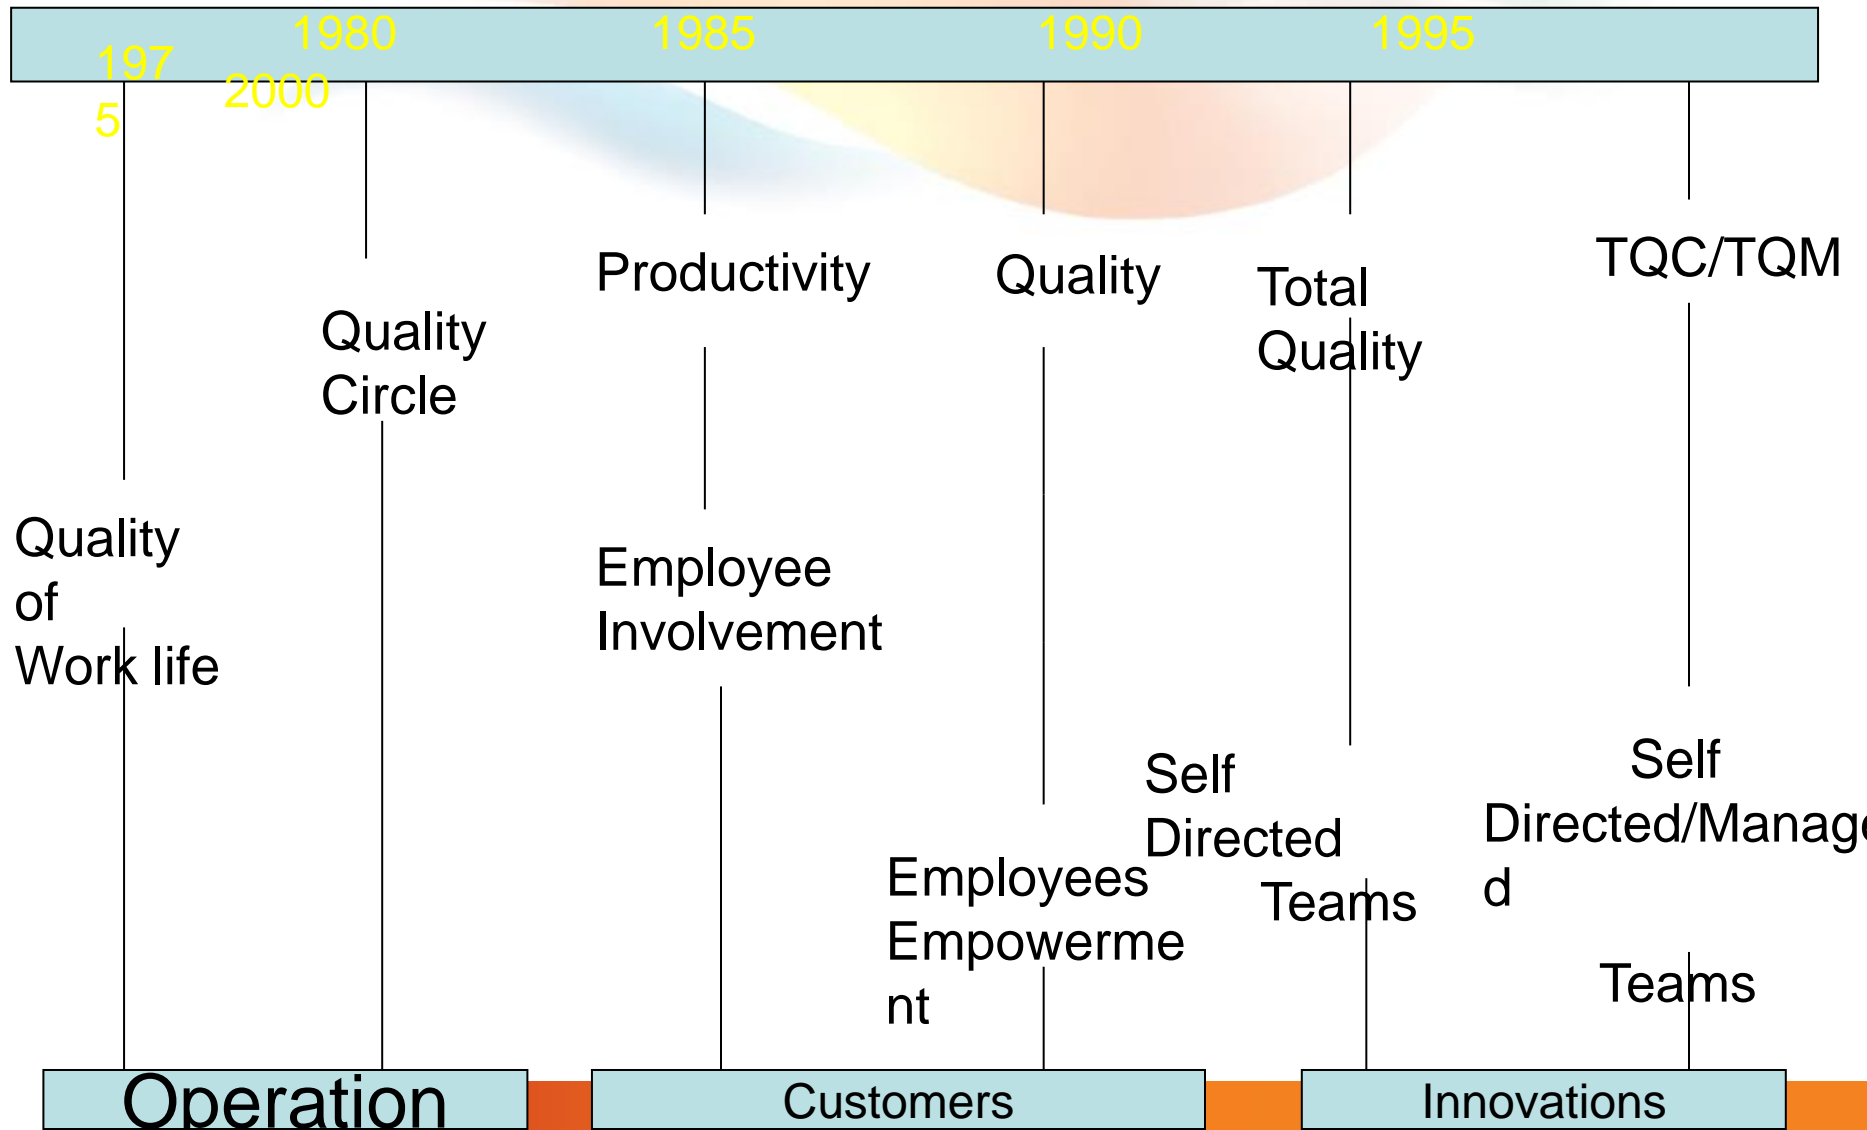 1980 1985 1990 1995
197
5
2000
Productivity
Quality
Total
Quality
TQC/TQM
Quality
Circle
Quality
of
Work life
Employee
Involvement
Self
Directed
Teams
Self
Directed/Manage
d
Teams
Employees
Empowerme
nt
Operation
Customers
Innovations